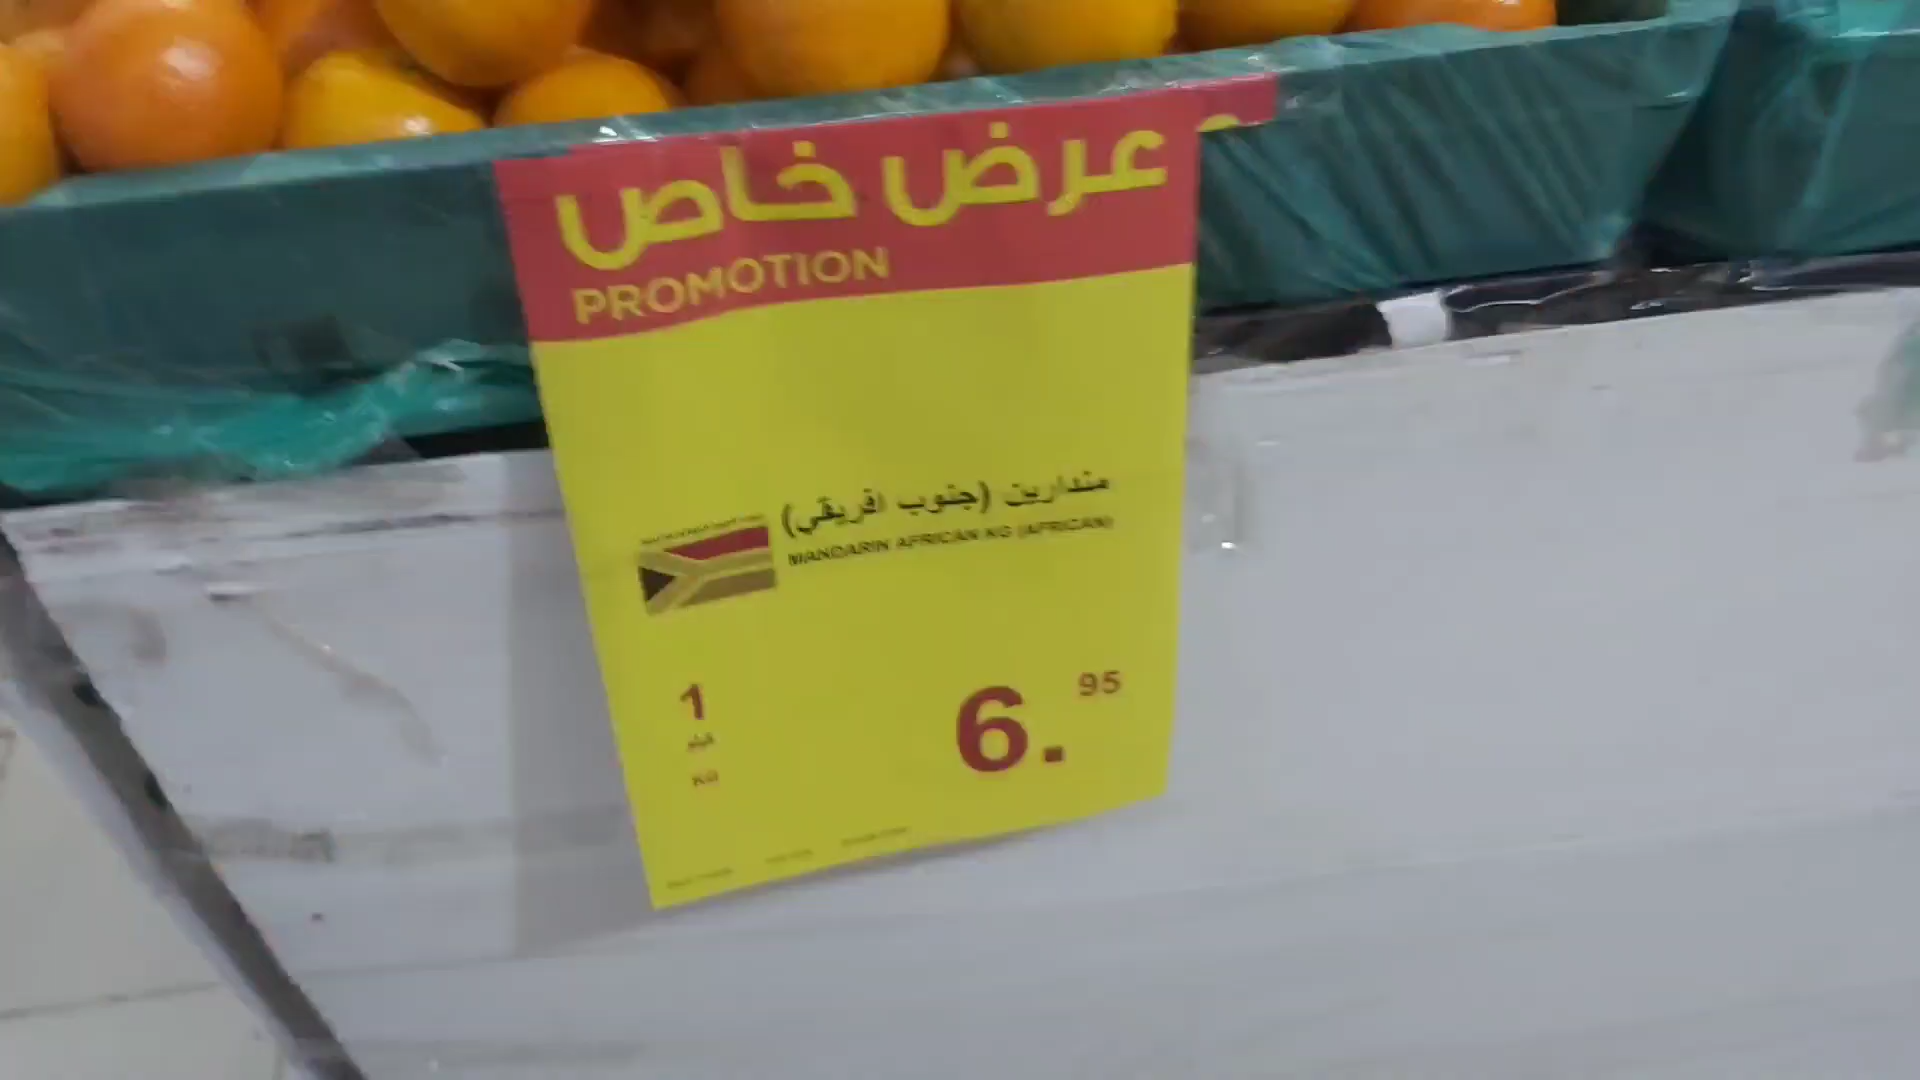 عرض خاص
PROMOTION
مندارين (جنوب افريقي)
MANDARIN AFRICAN KG (AFRICAN)
1
كيلو
KG
6.95